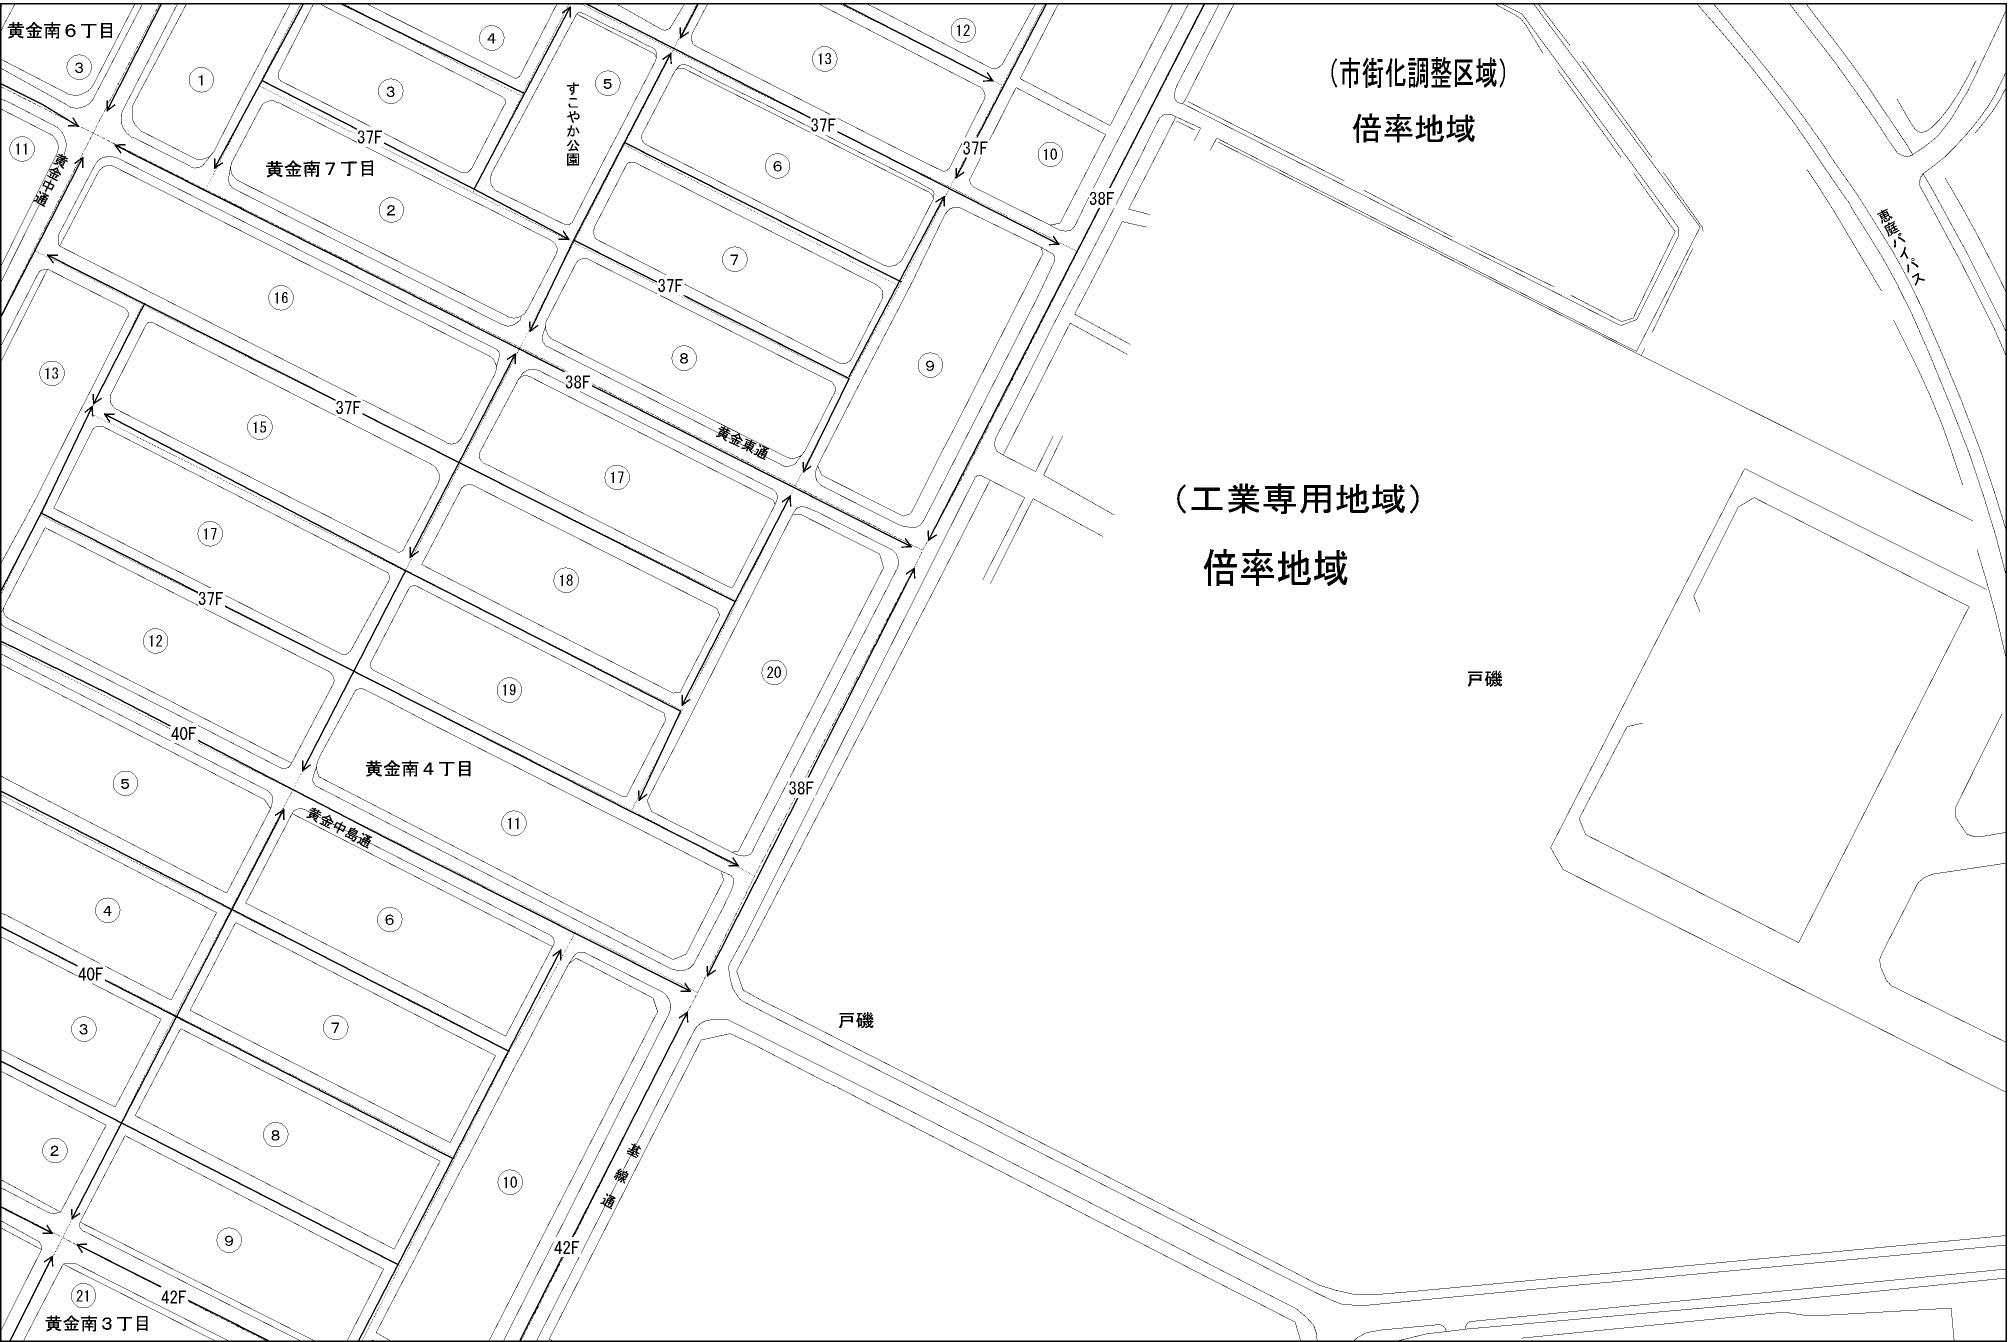 黄金南６丁目
③
①
④
③
37F
黄金南７丁目
②
⑤
すこやか公園
⑫
⑬
37F
37F
⑥
⑩
38F
⑦
37F
⑧
⑨
(市街化調整区域)
倍率地域
恵庭バイパス
⑪
黄金中通
⑯
⑬
37F
⑮
38F
黄金東通
⑰
⑰
⑱
37F
⑫
⑲
⑳
40F
黄金南４丁目
38F
⑤
黄金中島通
⑪
(工業専用地域)
倍率地域
戸磯
戸磯
④
⑥
40F
③
⑦
②
⑧
⑩
基線通
⑨
42F
㉑
42F
黄金南３丁目